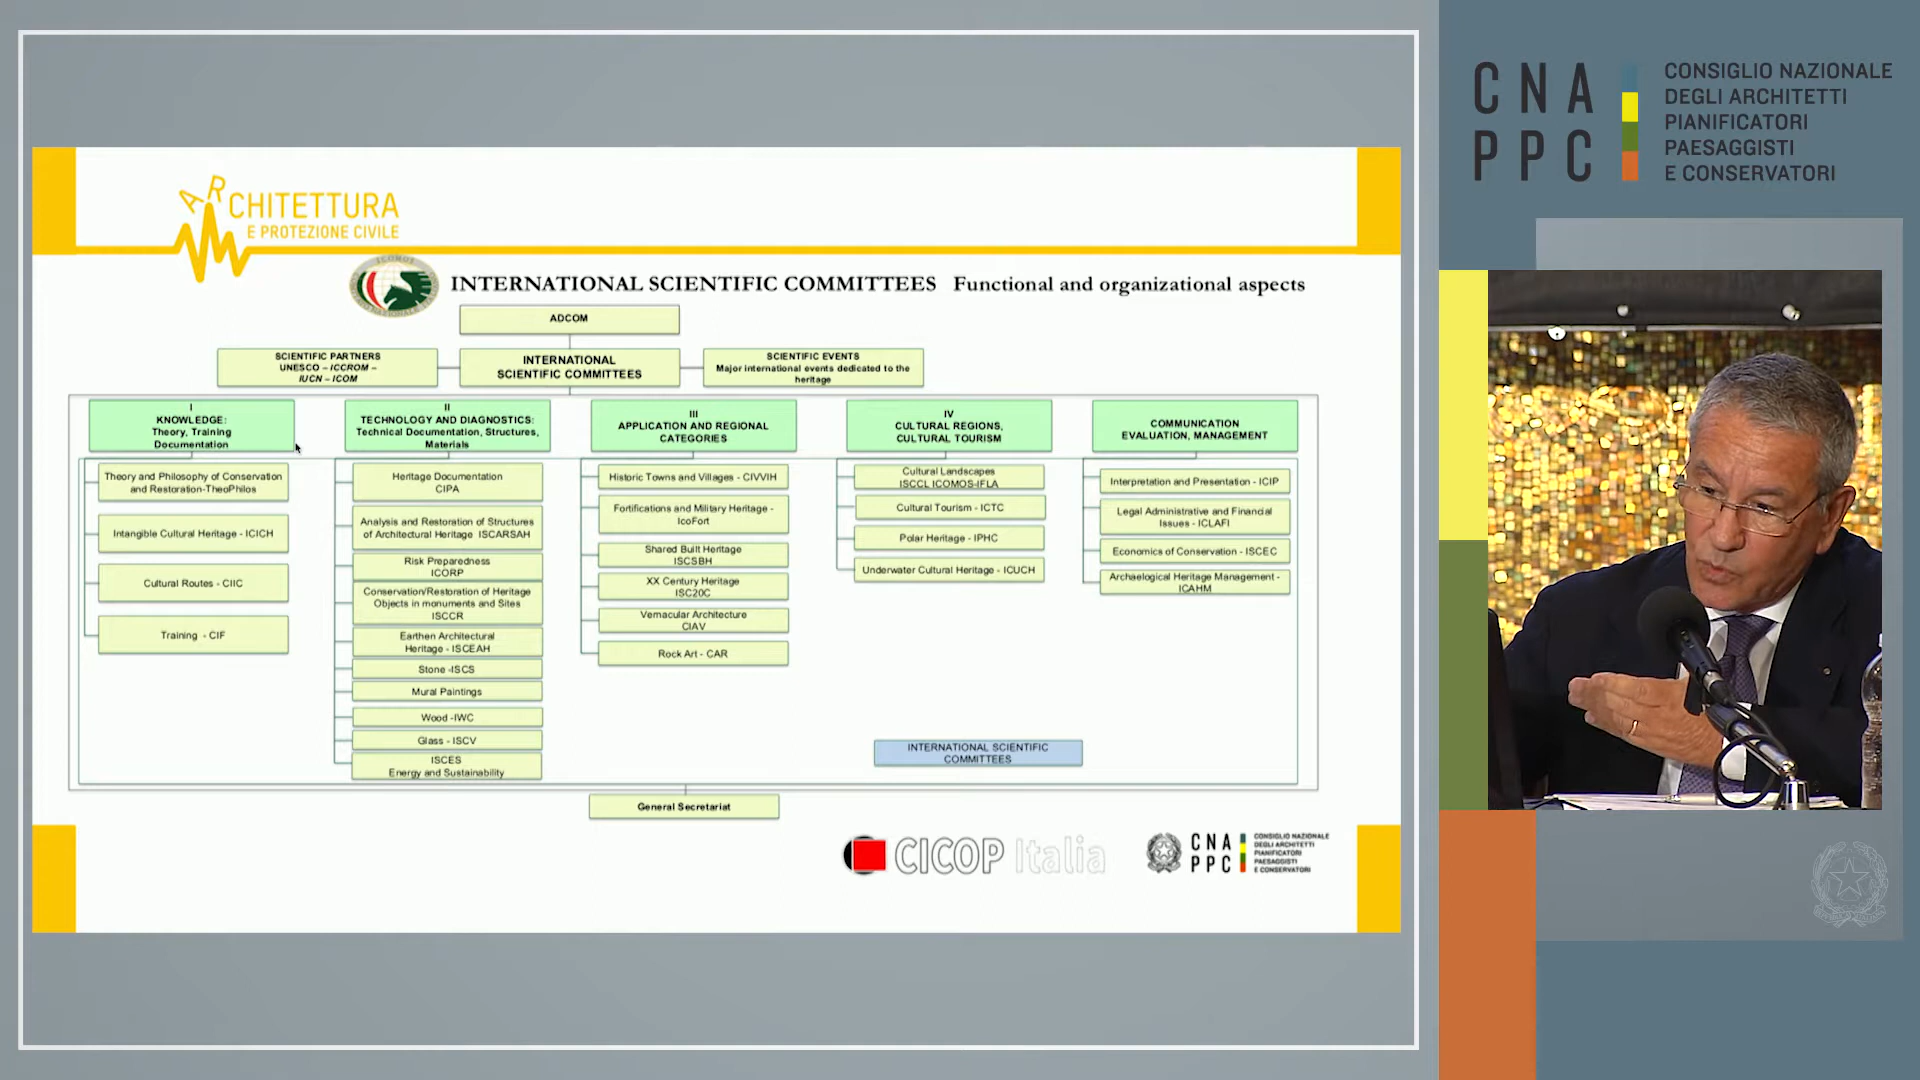 ARCHITETTURA
E PROTEZIONE CIVILE
ICOMOS
INTERNATIONAL SCIENTIFIC COMMITTEES Functional and organizational aspects
ADCOM
SCIENTIFIC PARTNERS
UNESCO – ICCROM –
IUCN – ICOM
INTERNATIONAL
SCIENTIFIC COMMITTEES
SCIENTIFIC EVENTS
Major international events dedicated to the
heritage
I
KNOWLEDGE:
Theory, Training
Documentation
Theory and Philosophy of Conservation
and Restoration-TheoPhilos
Intangible Cultural Heritage - ICICH
Cultural Routes - CIIC
Training - CIF
II
TECHNOLOGY AND DIAGNOSTICS:
Technical Documentation, Structures,
Materials
Heritage Documentation
CIPA
Analysis and Restoration of Structures
of Architectural Heritage ISCARSAH
Risk Preparedness
ICORP
Conservation/Restoration of Heritage
Objects in monuments and Sites
ISCCR
Earthen Architectural
Heritage - ISCEAH
Stone -ISCS
Mural Paintings
Wood -IWC
Glass - ISCV
ISCES
Energy and Sustainability
III
APPLICATION AND REGIONAL
CATEGORIES
Historic Towns and Villages - CIVVIH
Fortifications and Military Heritage -
IcoFort
Shared Built Heritage
ISCSBH
XX Century Heritage
ISC20C
Vernacular Architecture
CIAV
Rock Art - CAR
IV
CULTURAL REGIONS,
CULTURAL TOURISM
Cultural Landscapes
ISCCL ICOMOS-IFLA
Cultural Tourism - ICTC
Polar Heritage - IPHC
Underwater Cultural Heritage - ICUCH
COMMUNICATION
EVALUATION, MANAGEMENT
Interpretation and Presentation - ICIP
Legal Administrative and Financial
Issues - ICLAFI
Economics of Conservation - ISCEC
Archaelogical Heritage Management -
ICAHM
INTERNATIONAL SCIENTIFIC
COMMITTEES
General Secretariat
CICOP Italia
CNA
PPC
CONSIGLIO NAZIONALE
DEGLI ARCHITETTI
PIANIFICATORI
PAESAGGISTI
E CONSERVATORI
CNA
PPC
CONSIGLIO NAZIONALE
DEGLI ARCHITETTI
PIANIFICATORI
PAESAGGISTI
E CONSERVATORI